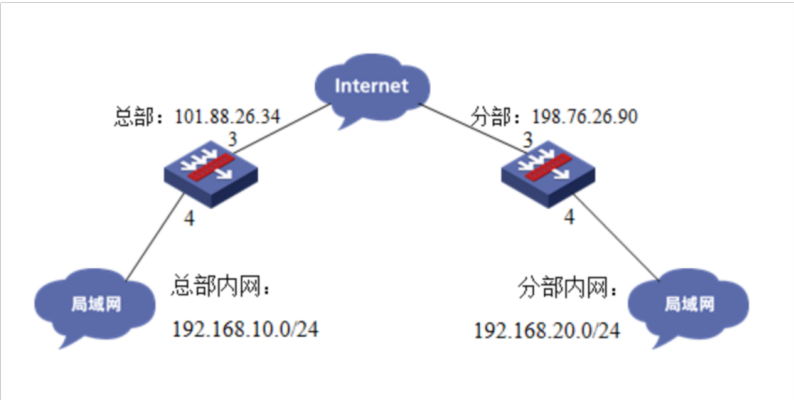 Internet
总部：101.88.26.34
分部：198.76.26.90
3
3
4
4
总部内网：
192.168.10.0/24
分部内网：
192.168.20.0/24
局域网
局域网